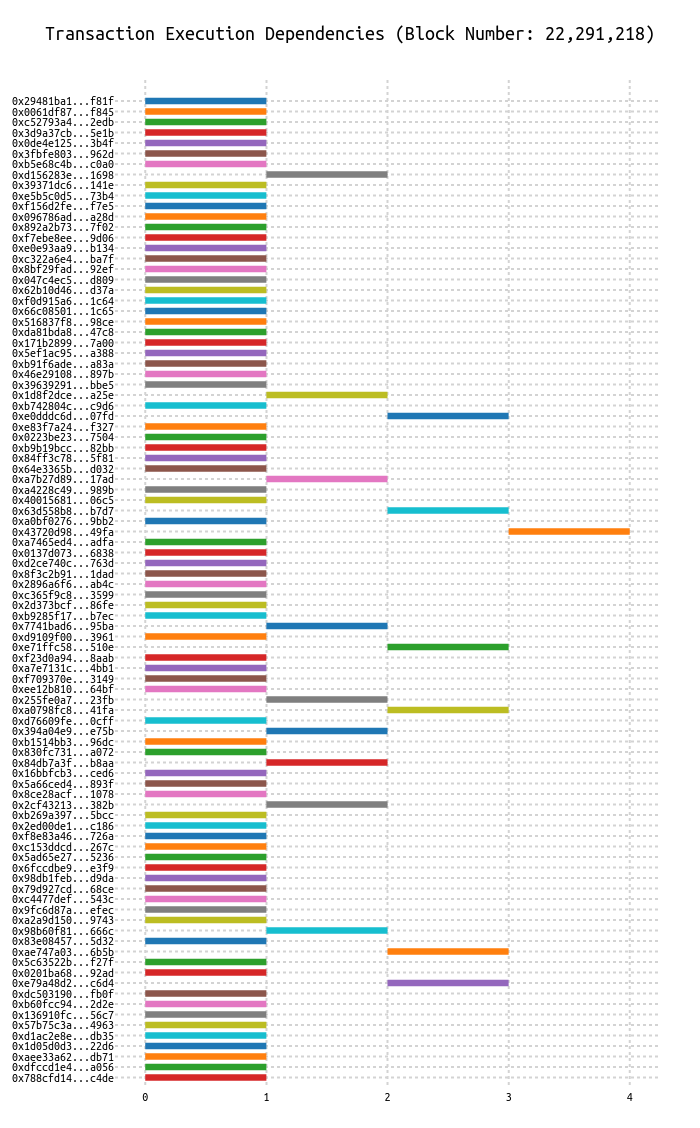 Transaction Execution Dependencies (Block Number: 22,291,218)
0x29481ba1...f81f
0x0061df87...f845
0xc52793a4...2edb
0x3d9a37cb...5e1b
0x0de4e125...3b4f
0x3fbfe803...962d
0xb5e68c4b...c0a0
0xd156283e...1698
0x39371dc6...141e
0xe5b5c0d5...73b4
0xf156d2fe...f7e5
0x096786ad...a28d
0x892a2b73...7f02
0xf7ebe8ee...9d06
0xe0e93aa9...b134
0xc322a6e4...ba7f
0x8bf29fad...92ef
0x047c4ec5...d809
0x62b10d46...d37a
0xf0d915a6...1c64
0x66c08501...1c65
0x516837f8...98ce
0xda81bda8...47c8
0x171b2899...7a00
0x5ef1ac95...a388
0xb91f6ade...a83a
0x46e29108...897b
0x39639291...bbe5
0x1d8f2dce...a25e
0xb742804c...c9d6
0xe0dddc6d...07fd
0xe83f7a24...f327
0x0223be23...7504
0xb9b19bcc...82bb
0x84ff3c78...5f81
0x64e3365b...d032
0xa7b27d89...17ad
0xa4228c49...989b
0x40015681...06c5
0x63d558b8...b7d7
0xa0bf0276...9bb2
0x43720d98...49fa
0xa7465ed4...adfa
0x0137d073...6838
0xd2ce740c...763d
0x8f3c2b91...1dad
0x2896a6f6...ab4c
0xc365f9c8...3599
0x2d373bcf...86fe
0xb9285f17...b7ec
0x7741bad6...95ba
0xd9109f00...3961
0xe71ffc58...510e
0xf23d0a94...8aab
0xa7e7131c...4bb1
0xf709370e...3149
0xee12b810...64bf
0x255fe0a7...23fb
0xa0798fc8...41fa
0xd76609fe...0cff
0x394a04e9...e75b
0xb1514bb3...96dc
0x830fc731...a072
0x84db7a3f...b8aa
0x16bbfcb3...ced6
0x5a66ced4...893f
0x8ce28acf...1078
0x2cf43213...382b
0xb269a397...5bcc
0x2ed00de1...c186
0xf8e83a46...726a
0xc153ddcd...267c
0x5ad65e27...5236
0x6fccdbe9...e3f9
0x98db1feb...d9da
0x79d927cd...68ce
0xc4477def...543c
0x9fc6d87a...efec
0xa2a9d150...9743
0x98b60f81...666c
0x83e08457...5d32
0xae747a03...6b5b
0x5c63522b...f27f
0x0201ba68...92ad
0xe79a48d2...c6d4
0xdc503190...fb0f
0xb60fcc94...2d2e
0x136910fc...56c7
0x57b75c3a...4963
0xd1ac2e8e...db35
0x1d05d0d3...22d6
0xaee33a62...db71
0xdfccd1e4...a056
0x788cfd14...c4de
0 1 2 3 4